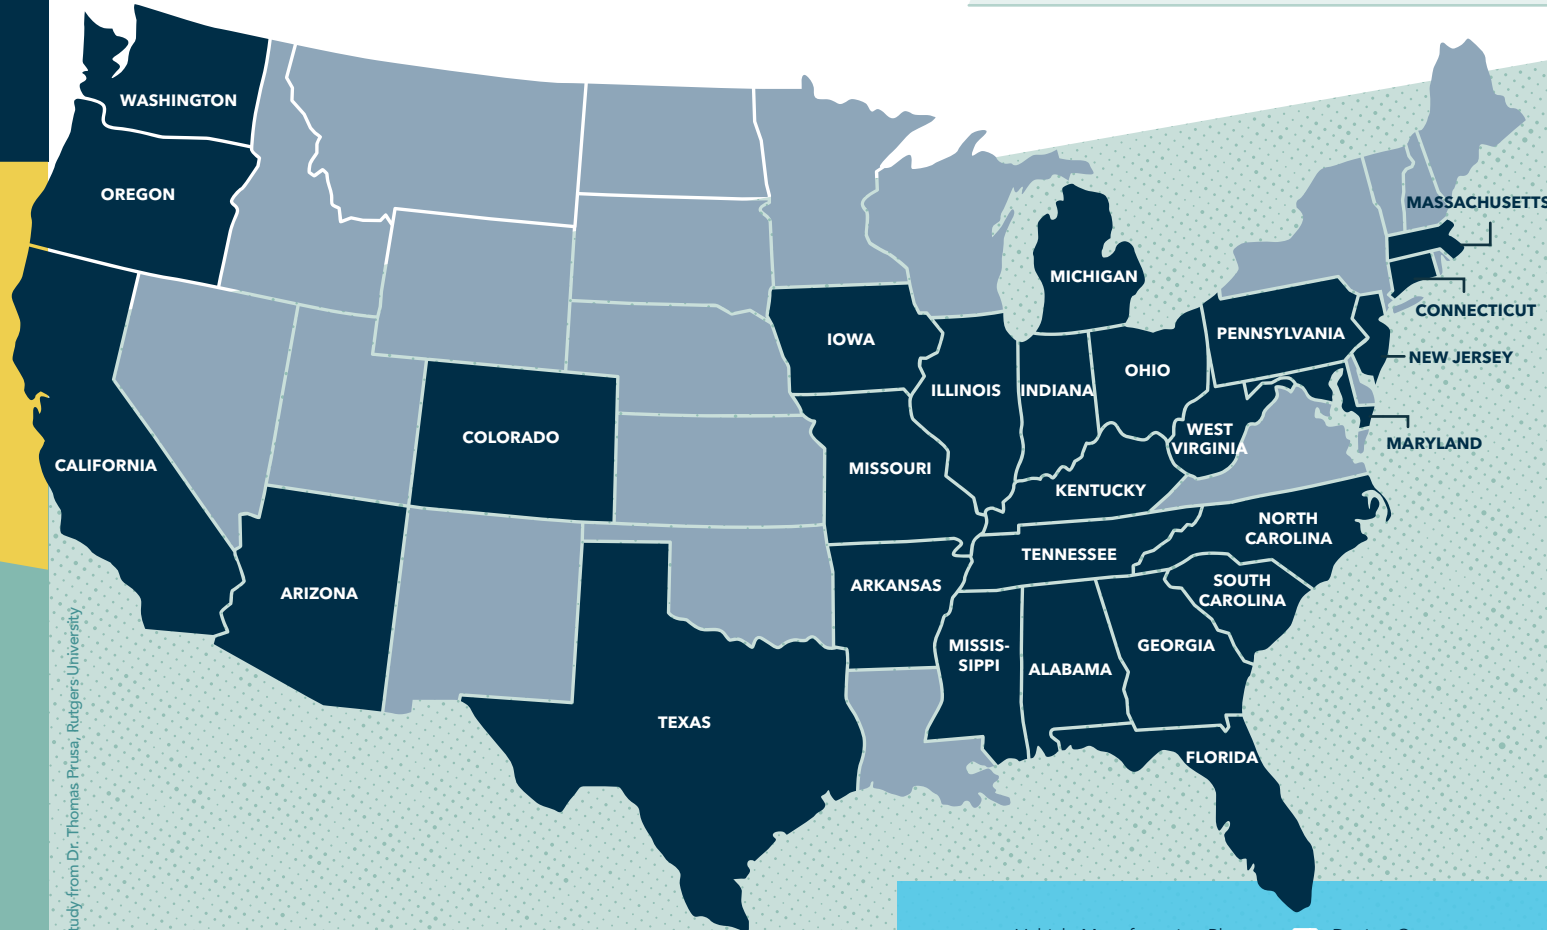 WASHINGTON
OREGON
MASSACHUSETTS
MICHIGAN
CONNECTICUT
IOWA
PENNSYLVANIA
NEW JERSEY
OHIO
ILLINOIS
INDIANA
COLORADO
WEST
VIRGINIA
MARYLAND
CALIFORNIA
MISSOURI
KENTUCKY
NORTH
CAROLINA
TENNESSEE
ARIZONA
ARKANSAS
SOUTH
CAROLINA
MISSIS-
SIPPI
ALABAMA
GEORGIA
TEXAS
FLORIDA
tudy from Dr. Thomas Prusa, Rutgers University